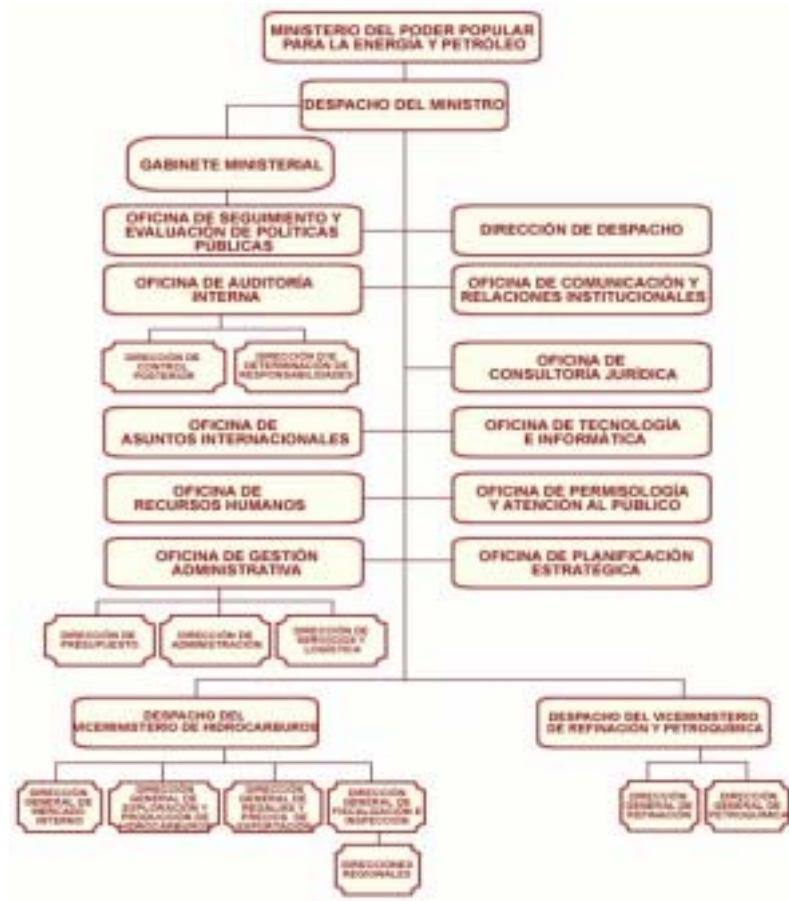 MINISTERIO DEL PODER POPULAR
PARA LA ENERGÍA Y PETRÓLEO
DESPACHO DEL MINISTRO
GABINETE MINISTERIAL
OFICINA DE SEGUIMIENTO Y
EVALUACIÓN DE POLÍTICAS
PÚBLICAS
DIRECCIÓN DE DESPACHO
OFICINA DE AUDITORÍA
INTERNA
OFICINA DE COMUNICACIÓN Y
RELACIONES INSTITUCIONALES
DIRECCIÓN DE
CONTROL
POSTERIOR
DIRECCIÓN
DETERMINACIÓN DE
RESPONSABILIDADES
OFICINA DE
CONSULTORÍA JURÍDICA
OFICINA DE
ASUNTOS INTERNACIONALES
OFICINA DE TECNOLOGÍA
E INFORMÁTICA
OFICINA DE
RECURSOS HUMANOS
OFICINA DE PERMISOLOGÍA
Y ATENCIÓN AL PÚBLICO
OFICINA DE GESTIÓN
ADMINISTRATIVA
OFICINA DE PLANIFICACIÓN
ESTRATÉGICA
DIRECCIÓN DE
PRESUPUESTO
DIRECCIÓN DE
ADMINISTRACIÓN
DIRECCIÓN DE
SERVICIOS Y
LOGÍSTICA
DESPACHO DEL
VICEMINISTERIO DE HIDROCARBUROS
DESPACHO DEL VICEMINISTERIO
DE REFINACIÓN Y PETROQUÍMICA
DIRECCIÓN
GENERAL DE
MERCADO
INTERNO
DIRECCIÓN
GENERAL DE
EXPLORACIÓN Y
PRODUCCIÓN DE
HIDROCARBUROS
DIRECCIÓN
GENERAL DE
REGALÍAS Y
PRECIOS DE
EXPORTACIÓN
DIRECCIÓN
GENERAL DE
FISCALIZACIÓN E
INSPECCIÓN
DIRECCIÓN
GENERAL DE
REFINACIÓN
DIRECCIÓN
GENERAL DE
PETROQUÍMICA
DIRECCIONES
REGIONALES